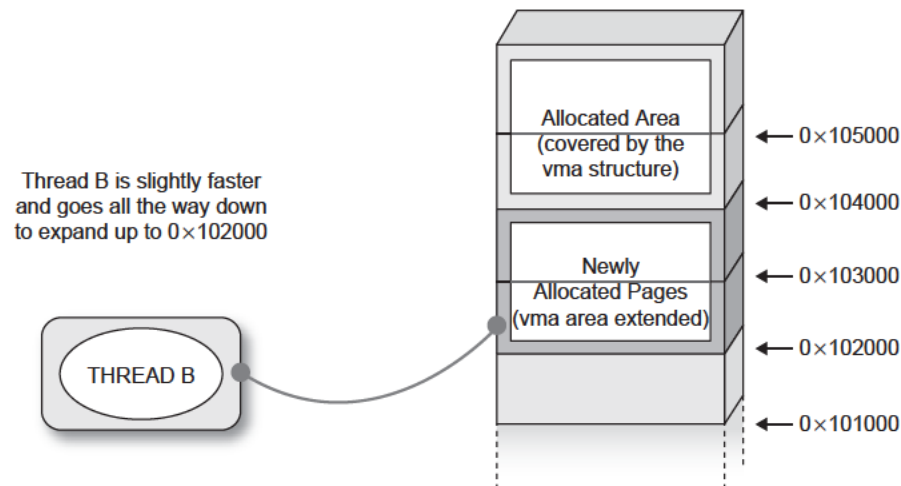 Allocated Area
(covered by the
vma structure)
0×105000
Thread B is slightly faster
and goes all the way down
to expand up to 0×102000
0×104000
Newly
Allocated Pages
(vma area extended)
0×103000
0×102000
THREAD B
0×101000